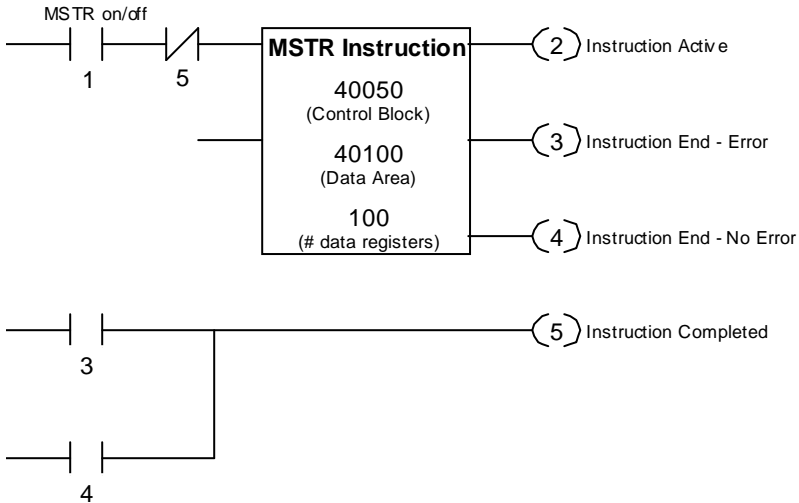 MSTR on/off
1
5
MSTR Instruction
40050
(Control Block)
40100
(Data Area)
100
(# data registers)
2 Instruction Active
3 Instruction End - Error
4 Instruction End - No Error
3
5 Instruction Completed
4